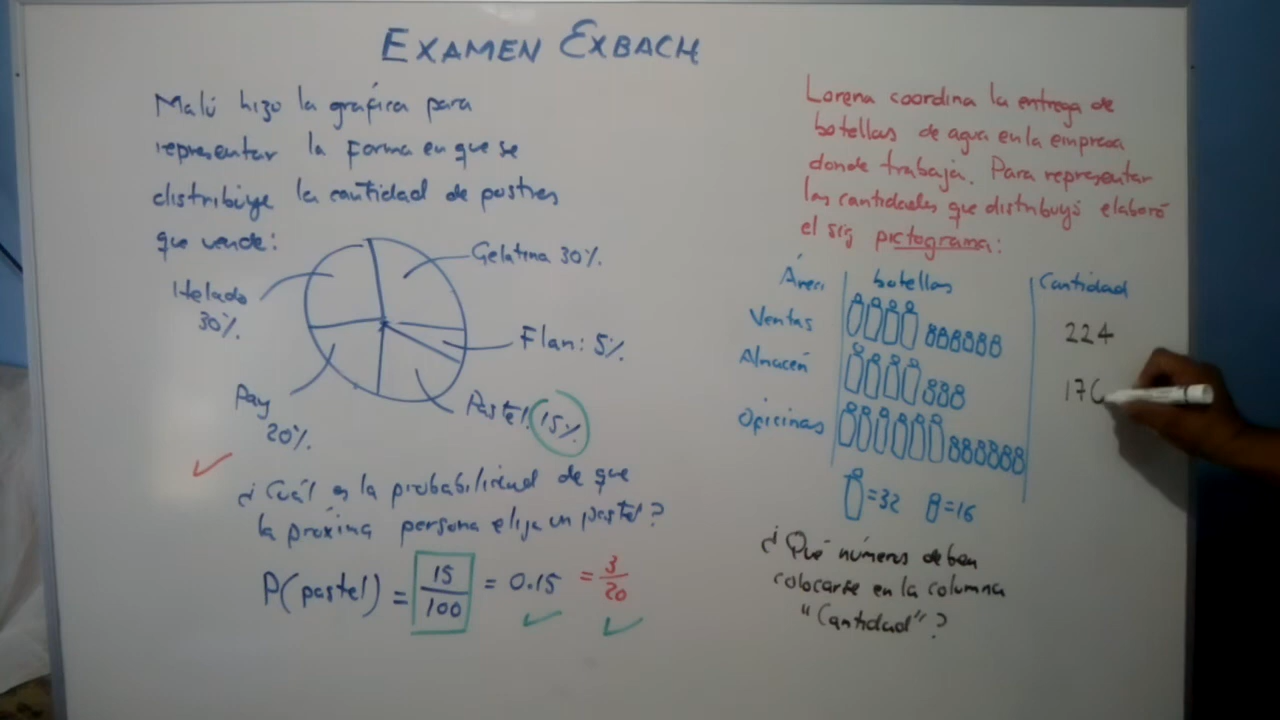 EXAMEN EXBACH
Malú hizo la gráfica para
representar la forma en que se
distribuye la cantidad de postres
que vende:
Gelatina 30%.
Helado
30%
Flan: 5%
Pay
20%.
Pastel 15%
¿Cuál es la probabilidad de que
la próxima persona elija un pastel?
P(pastel) = 15/100 = 0.15 = 3/20
Lorena coordina la entrega de
botellas de agua en la empresa
donde trabaja. Para representar
las cantidades que distribuyó elaboró
el sig pictograma:
Área botellas Cantidad
Ventas 224
Almacén 17
Oficinas
=32 =16
¿Qué números deben
colocarse en la columna
"Cantidad"?